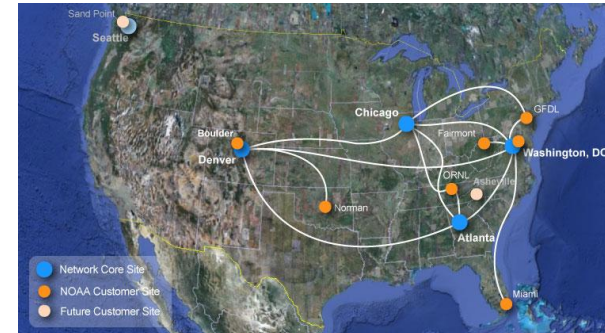 Sand Point
Seattle
GFDL
Chicago
Fairmont
Boulder
Washington, DC
Denver
ORNL
Asheville
Norman
Atlanta
Network Core Site
NOAA Customer Site
Miami
Future Customer Site